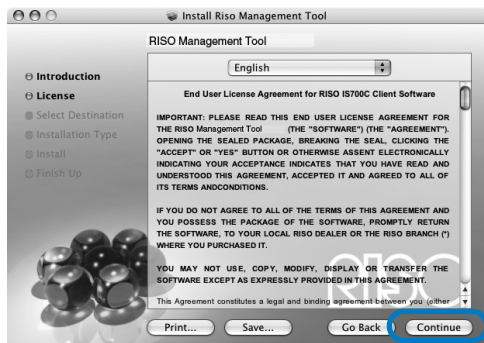 Install Riso Management Tool
RISO Management Tool
Introduction
License
Select Destination
Installation Type
Install
Finish Up
English
End User License Agreement for RISO IS700C Client Software
IMPORTANT: PLEASE READ THIS END USER LICENSE AGREEMENT FOR
THE RISO Management Tool (THE "SOFTWARE") (THE "AGREEMENT").
OPENING THE SEALED PACKAGE, BREAKING THE SEAL, CLICKING THE
"ACCEPT" OR "YES" BUTTON OR OTHERWISE ASSENT ELECTRONICALLY
INDICATING YOUR ACCEPTANCE INDICATES THAT YOU HAVE READ AND
UNDERSTOOD THIS AGREEMENT, ACCEPTED IT AND AGREED TO ALL OF
ITS TERMS ANDCONDITIONS.
IF YOU DO NOT AGREE TO ALL OF THE TERMS OF THIS AGREEMENT AND
YOU POSSESS THE PACKAGE OF THE SOFTWARE, PROMPTLY RETURN
THE SOFTWARE, TO YOUR LOCAL RISO DEALER OR THE RISO BRANCH (*)
WHERE YOU PURCHASED IT.
YOU MAY NOT USE, COPY, MODIFY, DISPLAY OR TRANSFER THE
SOFTWARE EXCEPT AS EXPRESSLY PROVIDED IN THIS AGREEMENT.
This Agreement constitutes a legal and binding agreement between you (either
Print... Save... Go Back Continue